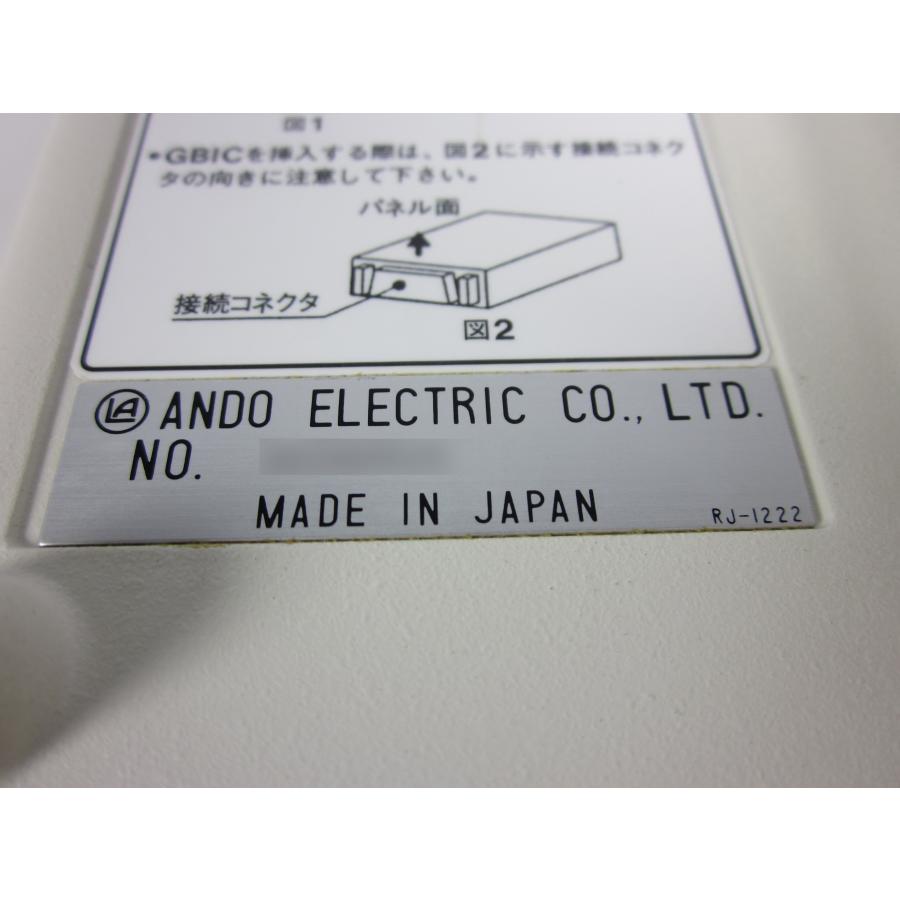 図1
•GBICを挿入する際は、図2に示す接続コネク
タの向きに注意して下さい。
パネル面
接続コネクタ
図2
LA ANDO ELECTRIC CO., LTD.
NO.
MADE IN JAPAN
RJ-1222